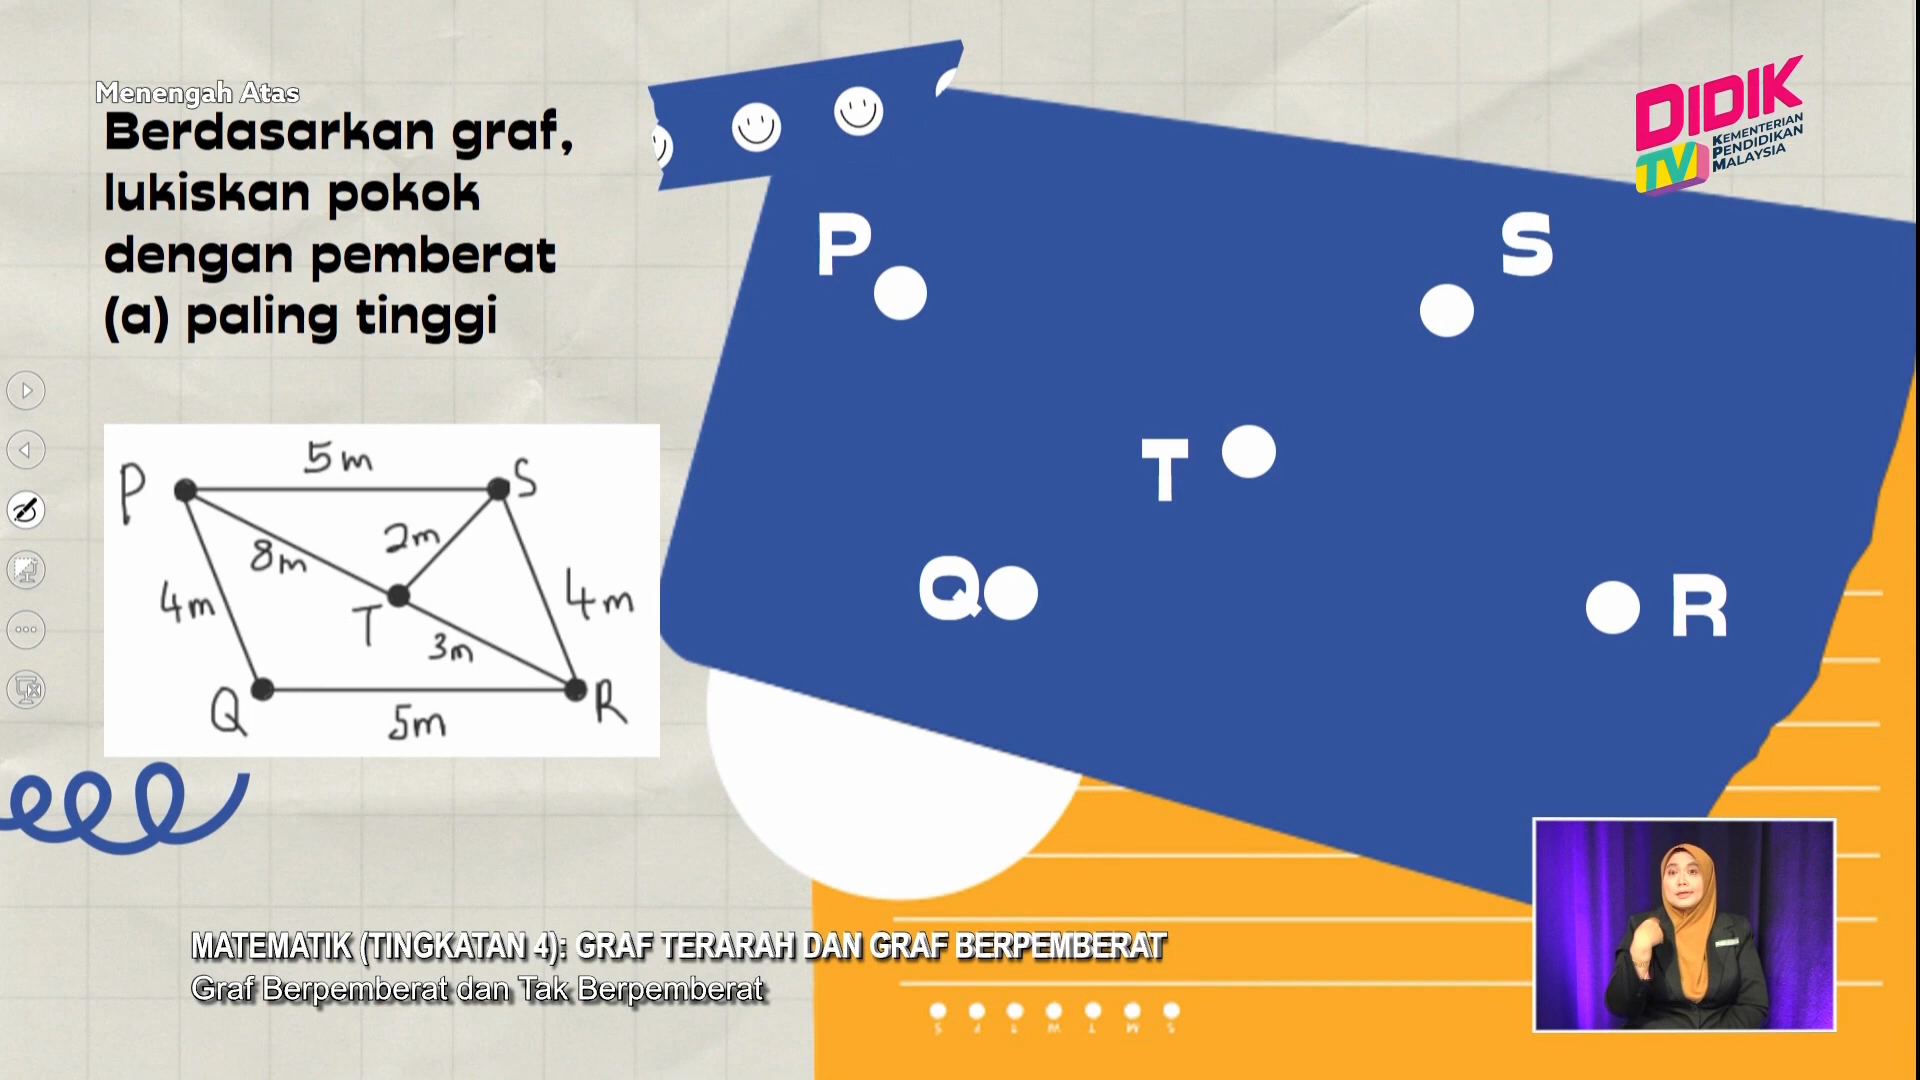 Menengah Atas
Berdasarkan graf,
lukiskan pokok
dengan pemberat
(a) paling tinggi
DIDIK
TV
KEMENTERIAN
PENDIDIKAN
MALAYSIA
P
S
T
Q
R
5m
P
S
2m
8m
4m
4m
T
3m
Q
R
5m
MATEMATIK (TINGKATAN 4): GRAF TERARAH DAN GRAF BERPEMBERAT
Graf Berpemberat dan Tak Berpemberat